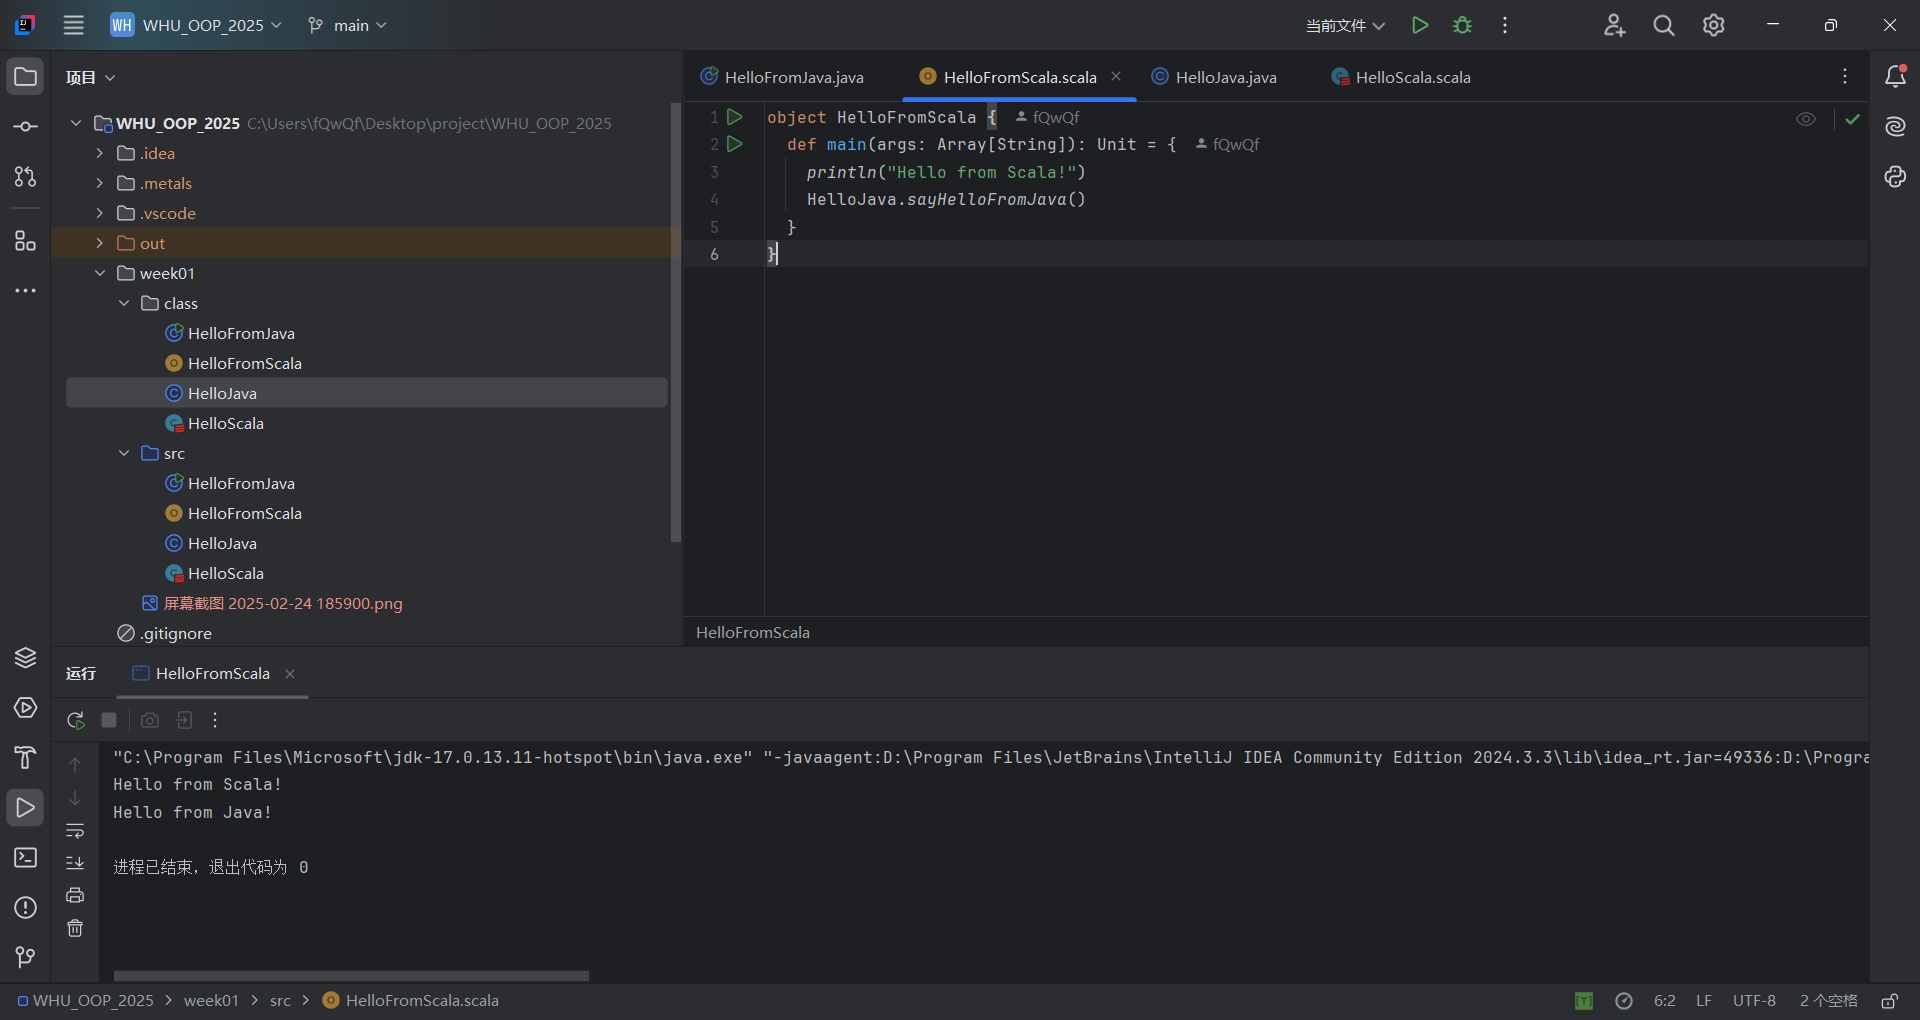 WH WHU_OOP_2025 main 当前文件
项目
WHU_OOP_2025 C:\Users\fQwQf\Desktop\project\WHU_OOP_2025
.idea
.metals
.vscode
out
week01
class
HelloFromJava
HelloFromScala
HelloJava
HelloScala
src
HelloFromJava
HelloFromScala
HelloJava
HelloScala
屏幕截图 2025-02-24 185900.png
.gitignore
HelloFromJava.java HelloFromScala.scala HelloJava.java HelloScala.scala
1 object HelloFromScala { fQwQf
2 def main(args: Array[String]): Unit = { fQwQf
3 println("Hello from Scala!")
4 HelloJava.sayHelloFromJava()
5 }
6 }
HelloFromScala
运行 HelloFromScala
"C:\Program Files\Microsoft\jdk-17.0.13.11-hotspot\bin\java.exe" "-javaagent:D:\Program Files\JetBrains\IntelliJ IDEA Community Edition 2024.3.3\lib\idea_rt.jar=49336:D:\Progra
Hello from Scala!
Hello from Java!
进程已结束，退出代码为 0
WHU_OOP_2025 > week01 > src > HelloFromScala.scala [T] 6:2 LF UTF-8 2 个空格